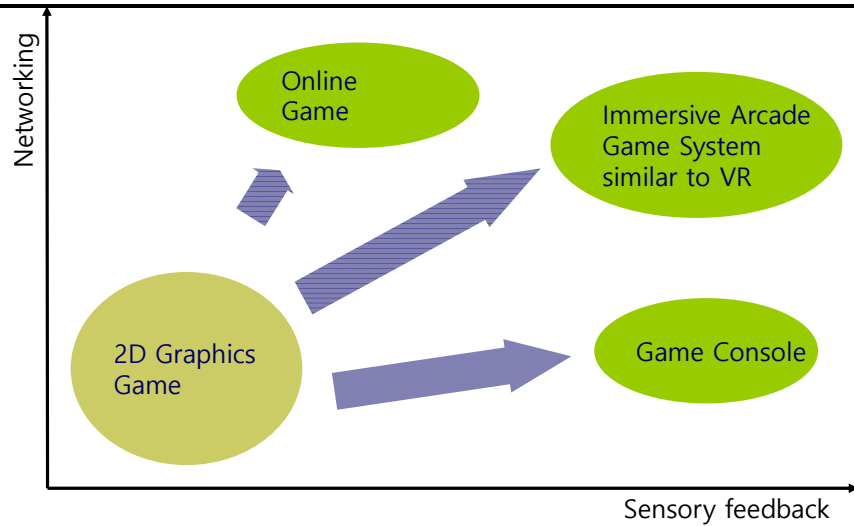 Networking
Online
Game
Immersive Arcade
Game System
similar to VR
2D Graphics
Game
Game Console
Sensory feedback